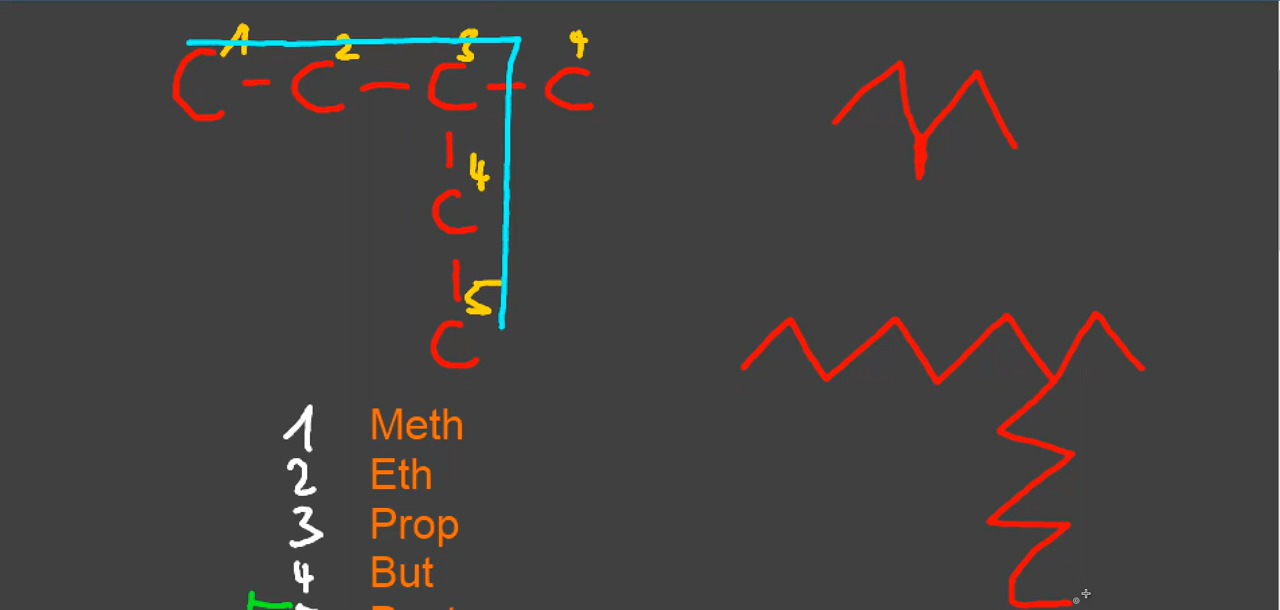 1 2 3 4
C - C - C - C
4
C
5
C
1 Meth
2 Eth
3 Prop
4 But